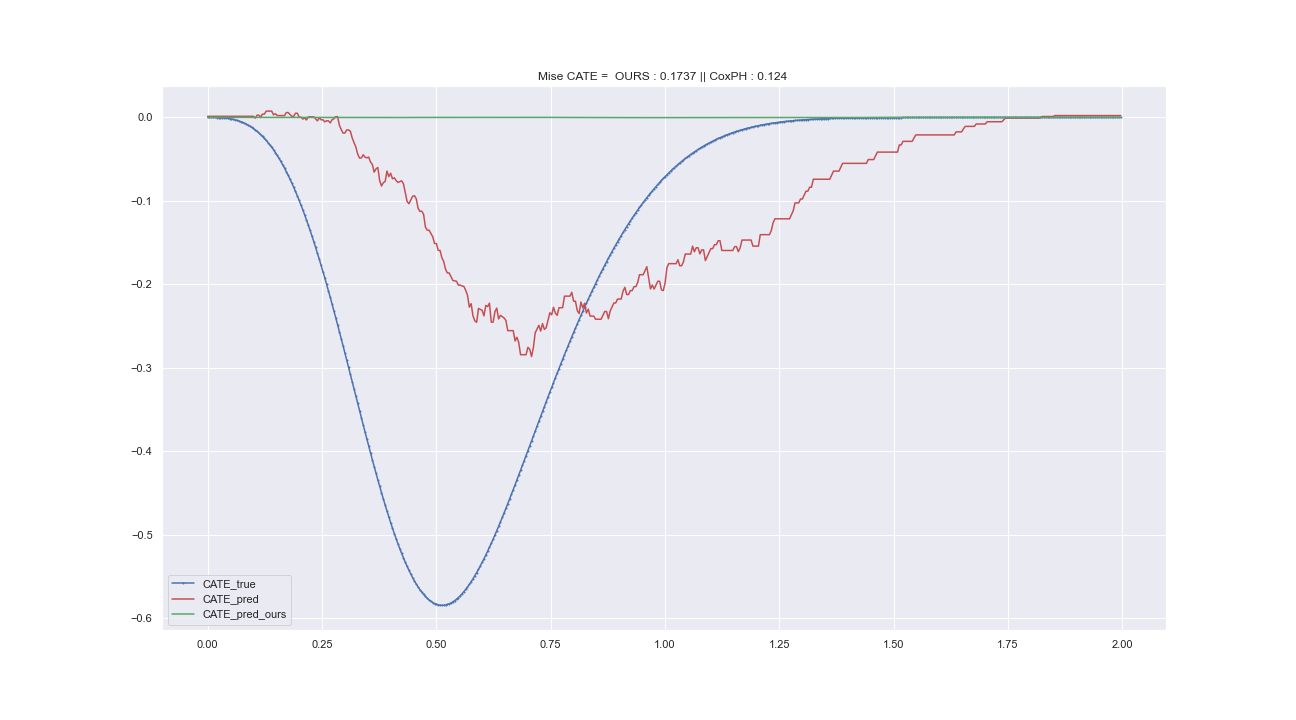 Mise CATE =  OURS : 0.1737 || CoxPH : 0.124
0.0
−0.1
−0.2
−0.3
−0.4
−0.5
−0.6
CATE_true
CATE_pred
CATE_pred_ours
0.00 0.25 0.50 0.75 1.00 1.25 1.50 1.75 2.00